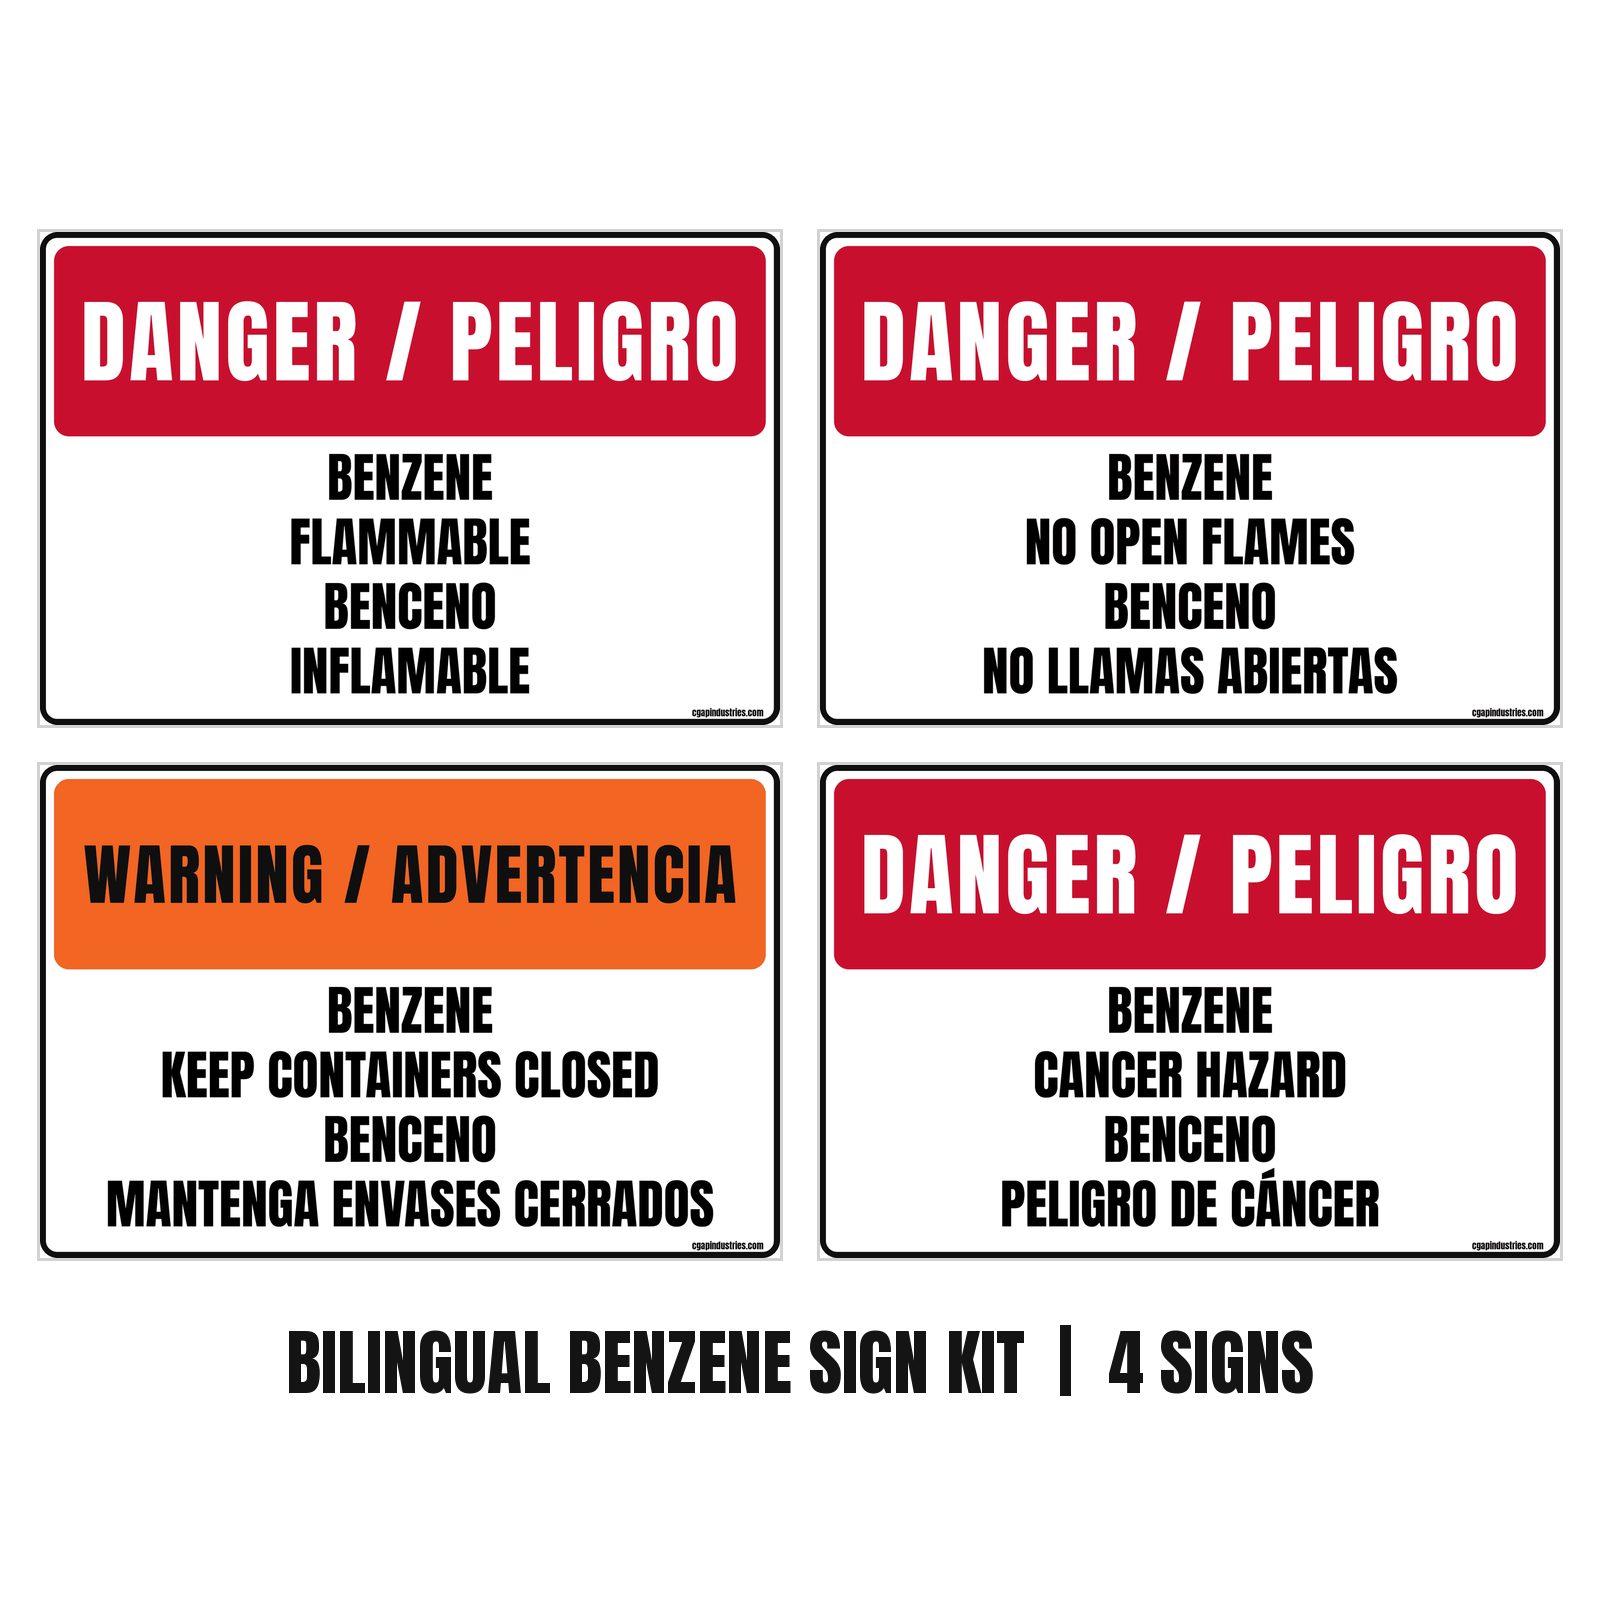 DANGER / PELIGRO
BENZENE
FLAMMABLE
BENCENO
INFLAMABLE
cgapindustries.com
DANGER / PELIGRO
BENZENE
NO OPEN FLAMES
BENCENO
NO LLAMAS ABIERTAS
cgapindustries.com
WARNING / ADVERTENCIA
BENZENE
KEEP CONTAINERS CLOSED
BENCENO
MANTENGA ENVASES CERRADOS
cgapindustries.com
DANGER / PELIGRO
BENZENE
CANCER HAZARD
BENCENO
PELIGRO DE CÁNCER
cgapindustries.com
BILINGUAL BENZENE SIGN KIT | 4 SIGNS